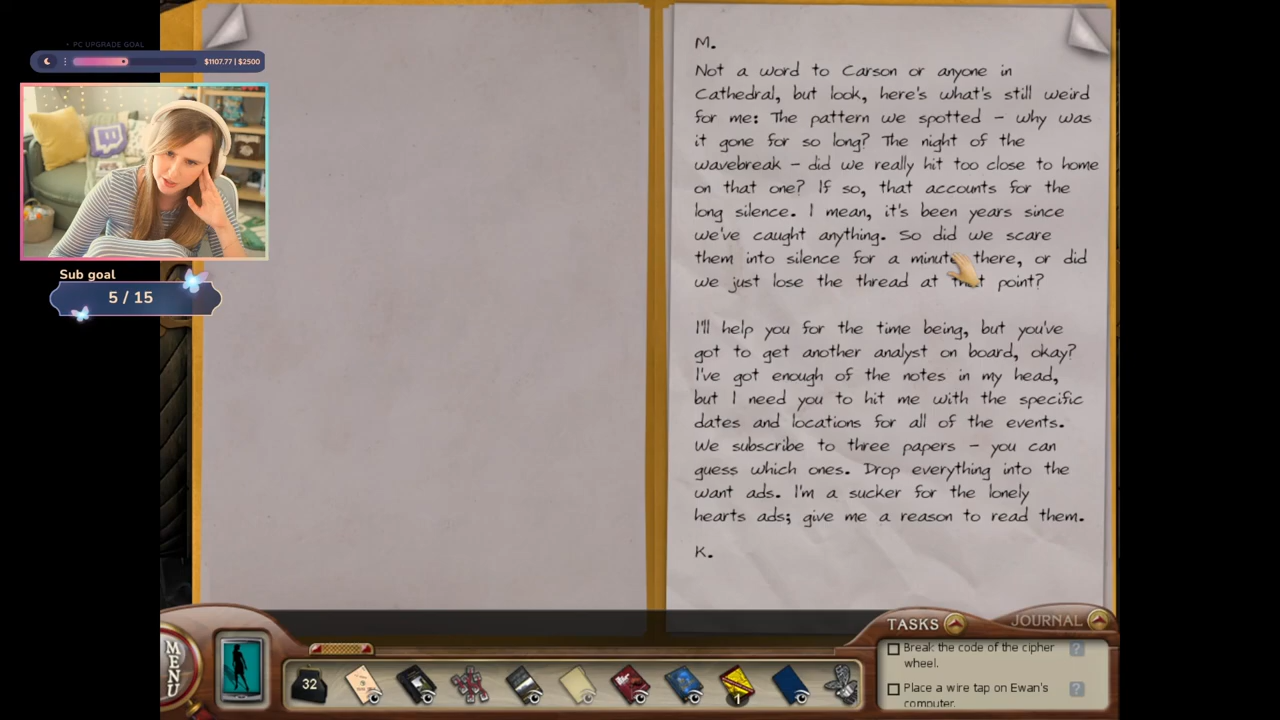 PC UPGRADE GOAL
$1107.77 | $2500
Sub goal
5 / 15
M.
Not a word to Carson or anyone in
Cathedral, but look, here's what's still weird
for me: The pattern we spotted - why was
it gone for so long? The night of the
wavebreak - did we really hit too close to home
on that one? If so, that accounts for the
long silence. I mean, it's been years since
we've caught anything. So did we scare
them into silence for a minute there, or did
we just lose the thread at that point?
I'll help you for the time being, but you've
got to get another analyst on board, okay?
I've got enough of the notes in my head,
but I need you to hit me with the specific
dates and locations for all of the events.
We subscribe to three papers - you can
guess which ones. Drop everything into the
want ads. I'm a sucker for the lonely
hearts ads; give me a reason to read them.
K.
MENU
32
1
TASKS
JOURNAL
Break the code of the cipher
wheel.
?
Place a wire tap on Ewan's
computer.
?